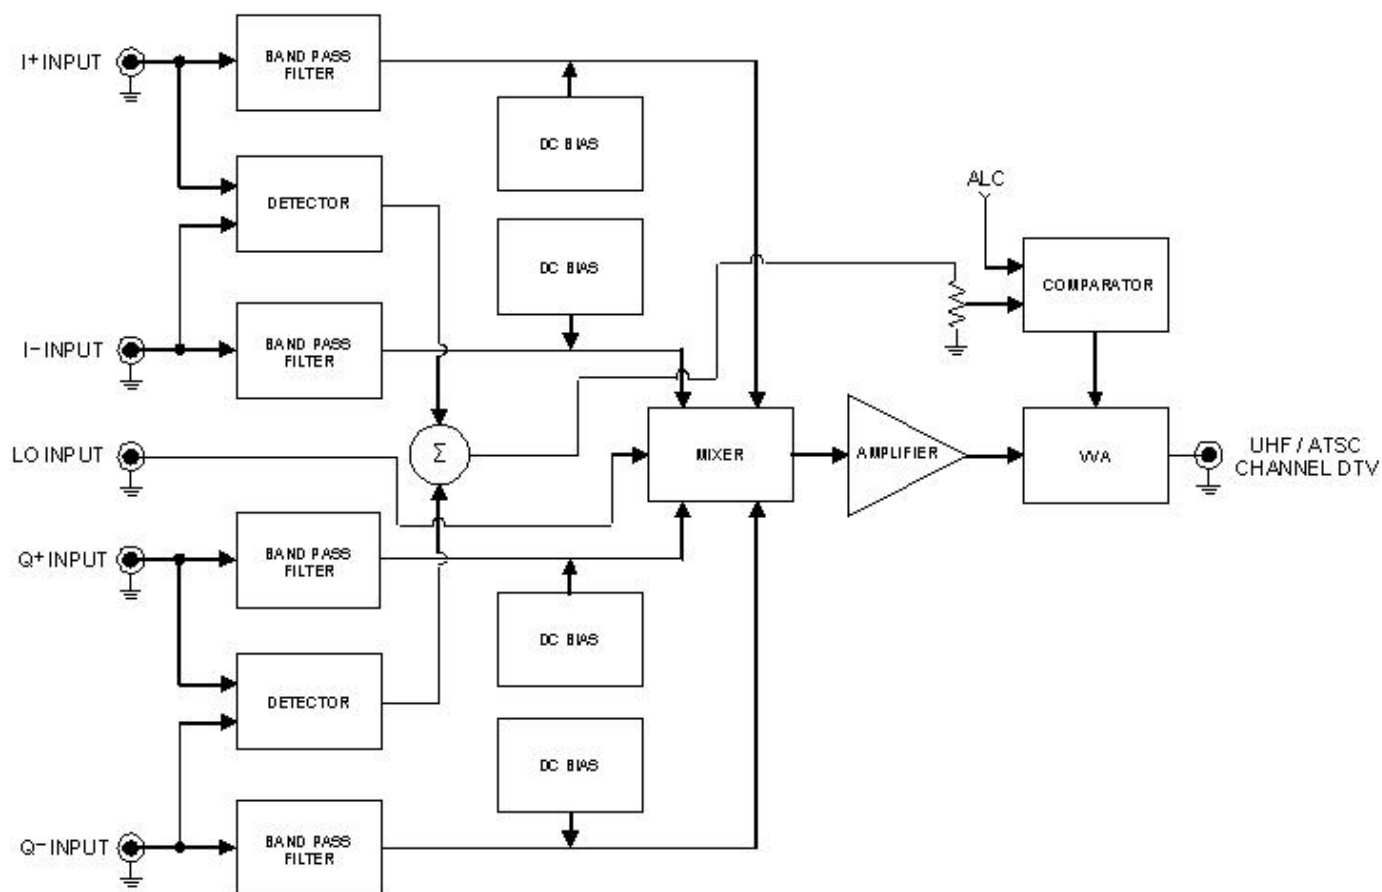 I+ INPUT
BAND PASS
FILTER
DC BIAS
DETECTOR
ALC
DC BIAS
COMPARATOR
I- INPUT
BAND PASS
FILTER
LO INPUT
Σ
MIXER
AMPLIFIER
VVA
UHF / ATSC
CHANNEL DTV
Q+ INPUT
BAND PASS
FILTER
DC BIAS
DETECTOR
DC BIAS
Q- INPUT
BAND PASS
FILTER